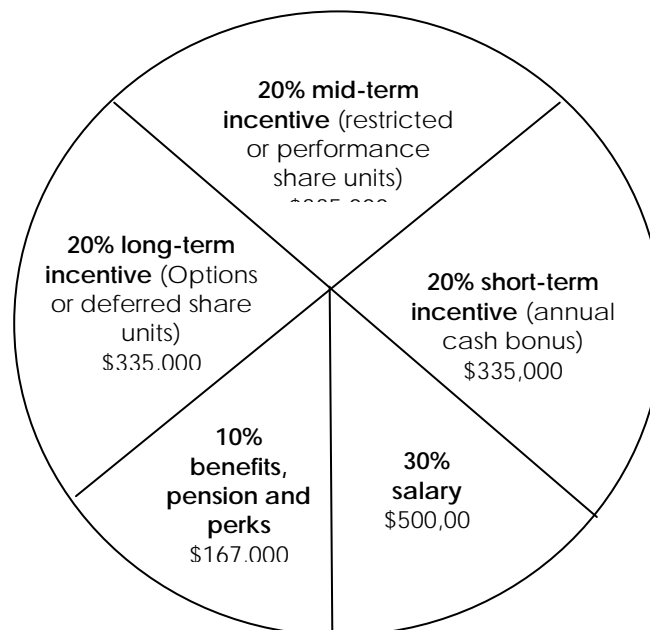 20% mid-term
incentive (restricted
or performance
share units)
20% long-term
incentive (Options
or deferred share
units)
$335,000
20% short-term
incentive (annual
cash bonus)
$335,000
10%
benefits,
pension and
perks
$167,000
30%
salary
$500,00